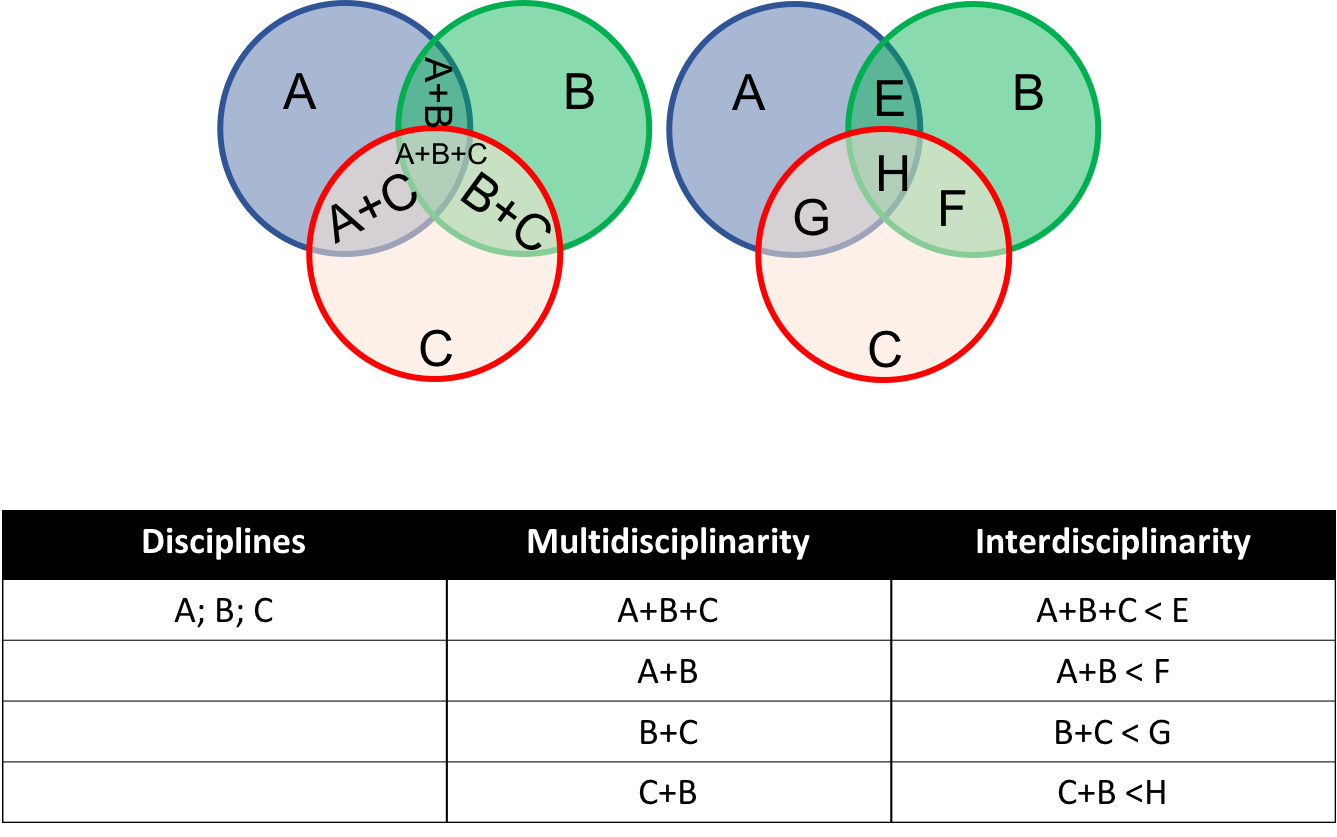 A
A+B
B
A+B+C
A+C
B+C
C
A
E
B
H
G
F
C
Disciplines Multidisciplinarity Interdisciplinarity
A; B; C A+B+C A+B+C < E
A+B A+B < F
B+C B+C < G
C+B C+B <H